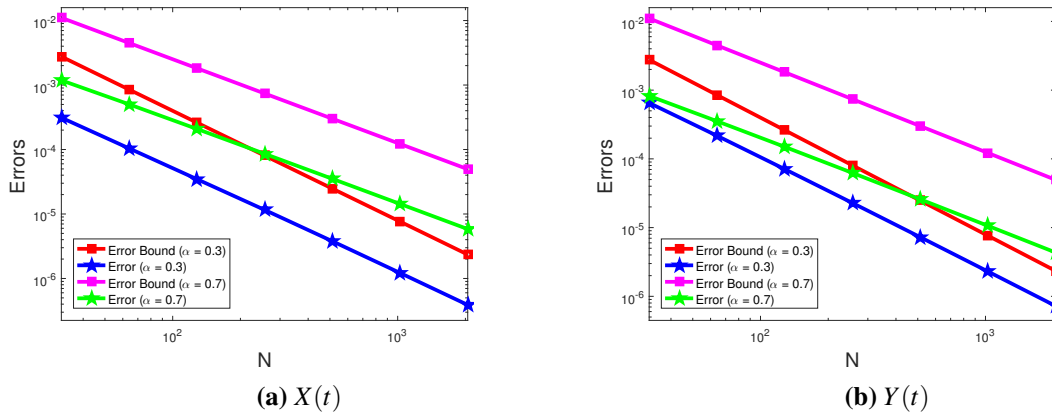 10^-2
10^-3
10^-4
10^-5
10^-6
Errors
Error Bound (α = 0.3)
Error (α = 0.3)
Error Bound (α = 0.7)
Error (α = 0.7)
10^2
10^3
N
(a) X(t)
10^-2
10^-3
10^-4
10^-5
10^-6
Errors
Error Bound (α = 0.3)
Error (α = 0.3)
Error Bound (α = 0.7)
Error (α = 0.7)
10^2
10^3
N
(b) Y(t)